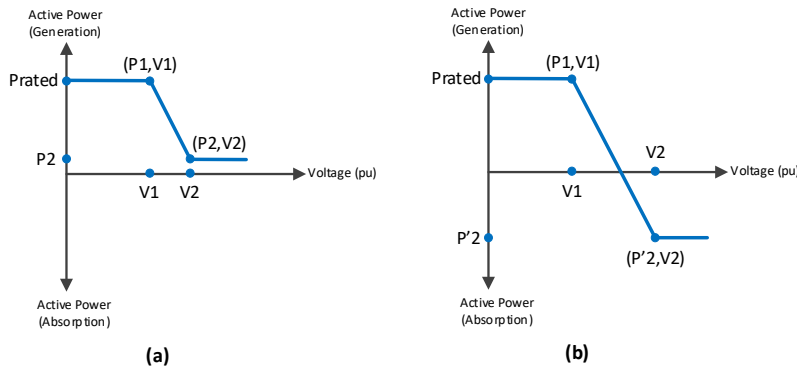 Active Power
(Generation)
Prated
(P1,V1)
P2
(P2,V2)
V1
V2
Voltage (pu)
Active Power
(Absorption)
(a)
Active Power
(Generation)
Prated
(P1,V1)
V2
Voltage (pu)
V1
P'2
(P'2,V2)
Active Power
(Absorption)
(b)